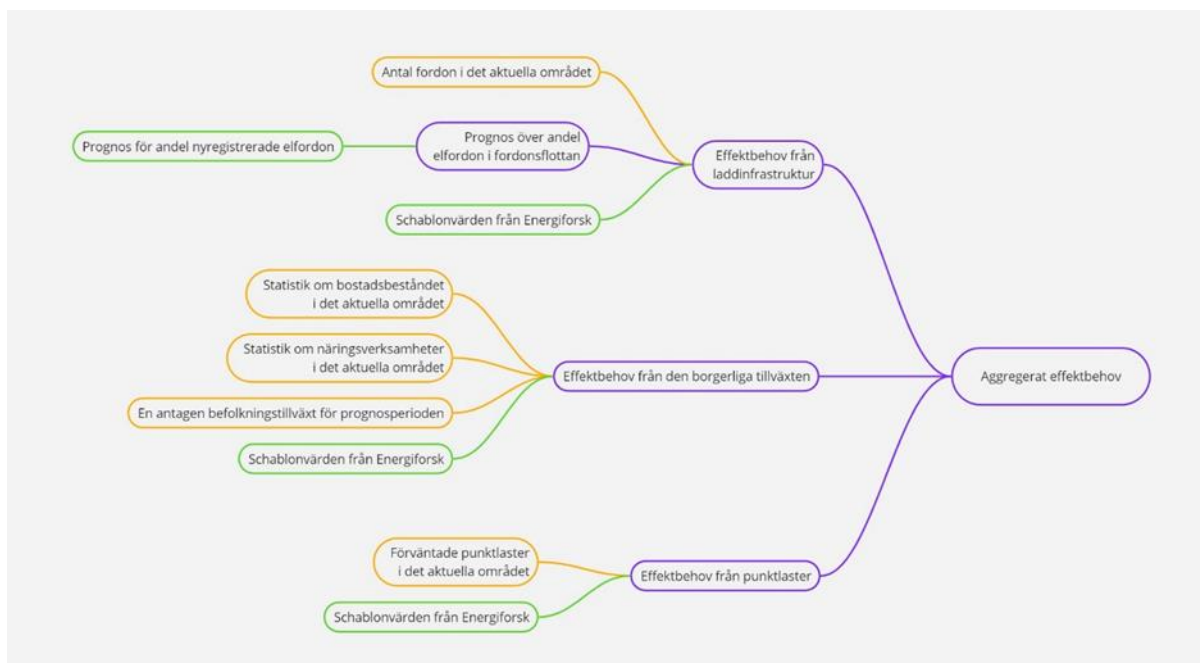 Antal fordon i det aktuella området
Prognos för andel nyregistrerade elfordon
Prognos över andel
elfordon i fordonsflottan
Effektbehov från
laddinfrastruktur
Schablonvärden från Energiforsk
Statistik om bostadsbeståndet
i det aktuella området
Statistik om näringsverksamheter
i det aktuella området
Effektbehov från den borgerliga tillväxten
Aggregerat effektbehov
En antagen befolkningstillväxt för prognosperioden
Schablonvärden från Energiforsk
Förväntade punktlaster
i det aktuella området
Effektbehov från punktlaster
Schablonvärden från Energiforsk